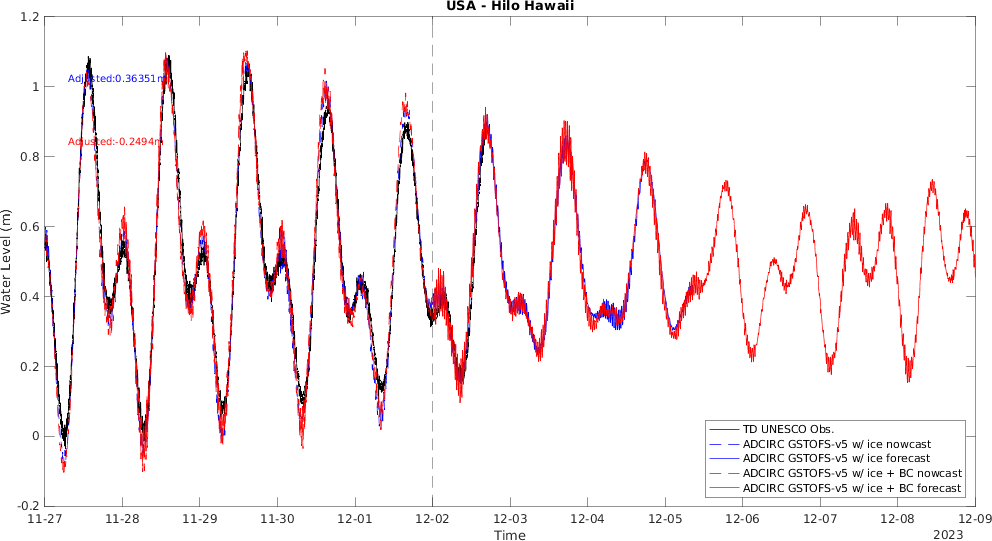 USA - Hilo Hawaii
1.2
1
0.8
0.6
0.4
0.2
0
-0.2
Water Level (m)
Adjusted:0.36351m
Adjusted:-0.2494m
TD UNESCO Obs.
ADCIRC GSTOFS-v5 w/ ice nowcast
ADCIRC GSTOFS-v5 w/ ice forecast
ADCIRC GSTOFS-v5 w/ ice + BC nowcast
ADCIRC GSTOFS-v5 w/ ice + BC forecast
11-27 11-28 11-29 11-30 12-01 12-02 12-03 12-04 12-05 12-06 12-07 12-08 12-09
Time
2023